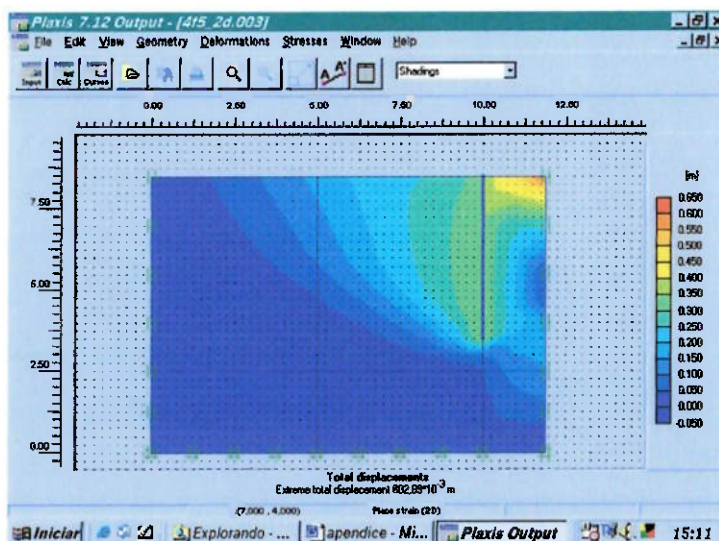 Plaxis 7.12 Output - [4f5_2d.003]
File Edit View Geometry Deformations Stresses Window Help
Input Calc Curves Shadings
0.00 2.50 5.00 7.50 10.00 12.50
7.50
5.00
2.50
0.00
[m]
0.650
0.600
0.550
0.500
0.450
0.400
0.350
0.300
0.250
0.200
0.150
0.100
0.050
0.000
-0.050
Total displacements
Extreme total displacement 602,69*10⁻³ m
(7,000 , 4,000) Plane strain (2D)
Iniciar Explorando - ... apendice - Mi... Plaxis Output 15:11